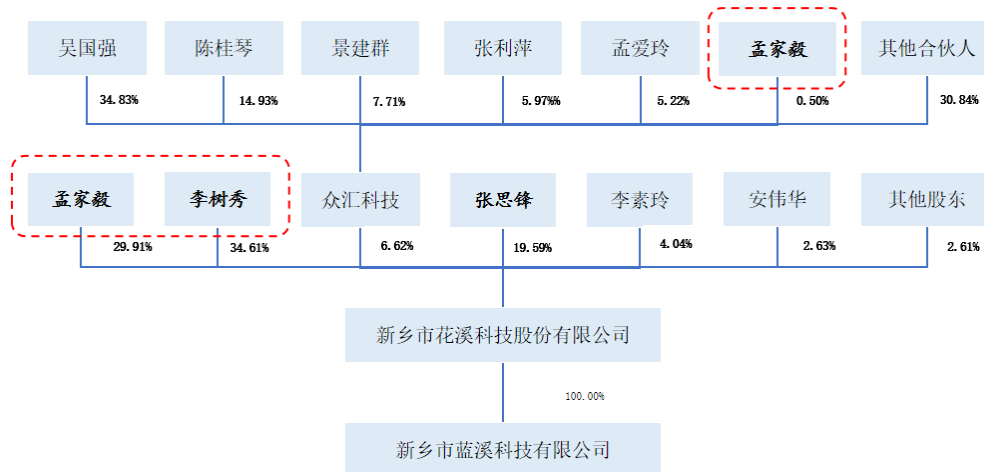 吴国强 陈桂琴 景建群 张利萍 孟爱玲 孟家毅 其他合伙人
34.83% 14.93% 7.71% 5.97%% 5.22% 0.50% 30.84%
孟家毅 李树秀 众汇科技 张思锋 李素玲 安伟华 其他股东
29.91% 34.61% 6.62% 19.59% 4.04% 2.63% 2.61%
新乡市花溪科技股份有限公司
100.00%
新乡市蓝溪科技有限公司